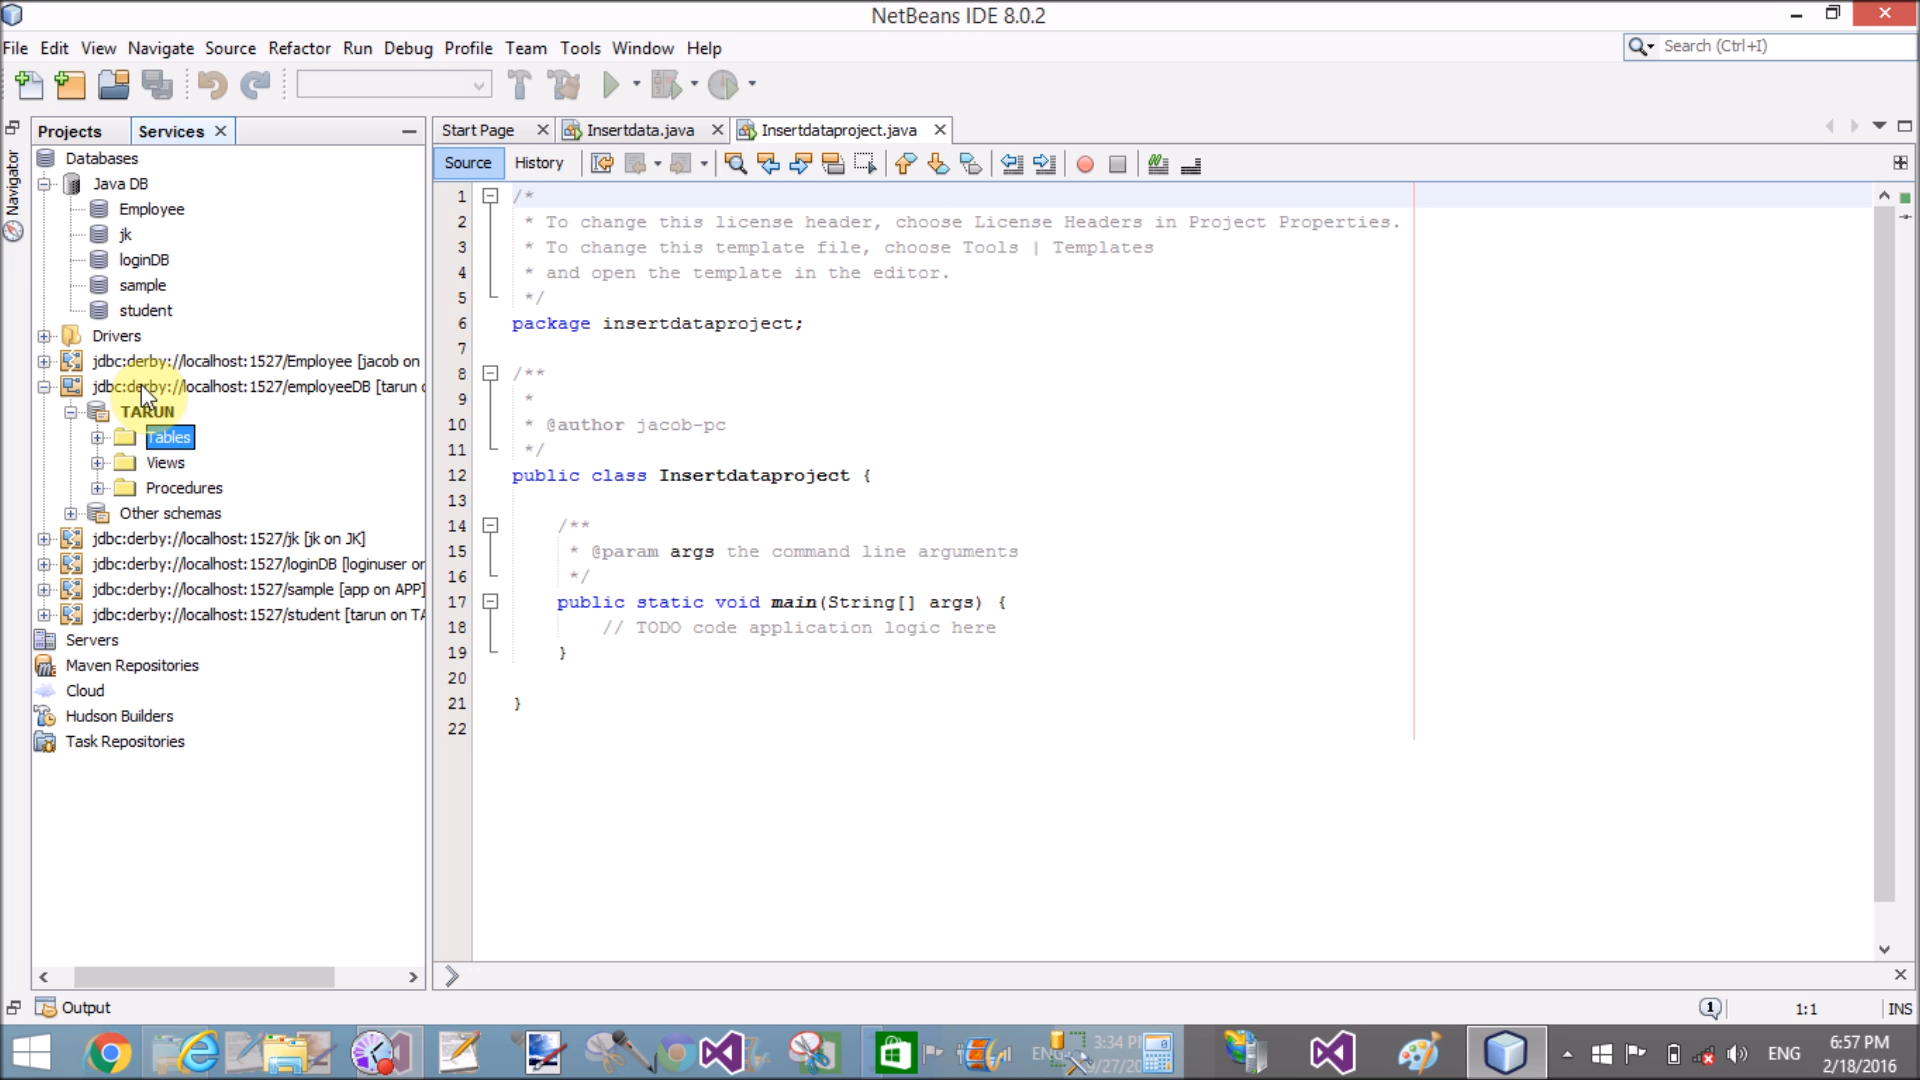 NetBeans IDE 8.0.2
File Edit View Navigate Source Refactor Run Debug Profile Team Tools Window Help
Search (Ctrl+I)
Navigator
Projects Services
Databases
Java DB
Employee
jk
loginDB
sample
student
Drivers
jdbc:derby://localhost:1527/Employee [jacob on
jdbc:derby://localhost:1527/employeeDB [tarun o
TARUN
Tables
Views
Procedures
Other schemas
jdbc:derby://localhost:1527/jk [jk on JK]
jdbc:derby://localhost:1527/loginDB [loginuser on
jdbc:derby://localhost:1527/sample [app on APP]
jdbc:derby://localhost:1527/student [tarun on TA
Servers
Maven Repositories
Cloud
Hudson Builders
Task Repositories
Start Page Insertdata.java Insertdataproject.java
Source History
1 /*
2 * To change this license header, choose License Headers in Project Properties.
3 * To change this template file, choose Tools | Templates
4 * and open the template in the editor.
5 */
6 package insertdataproject;
7
8 /**
9 *
10 * @author jacob-pc
11 */
12 public class Insertdataproject {
13
14 /**
15 * @param args the command line arguments
16 */
17 public static void main(String[] args) {
18 // TODO code application logic here
19 }
20
21 }
22
Output
1
1:1
INS
3:34 P
ENG
6:57 PM
2/18/2016